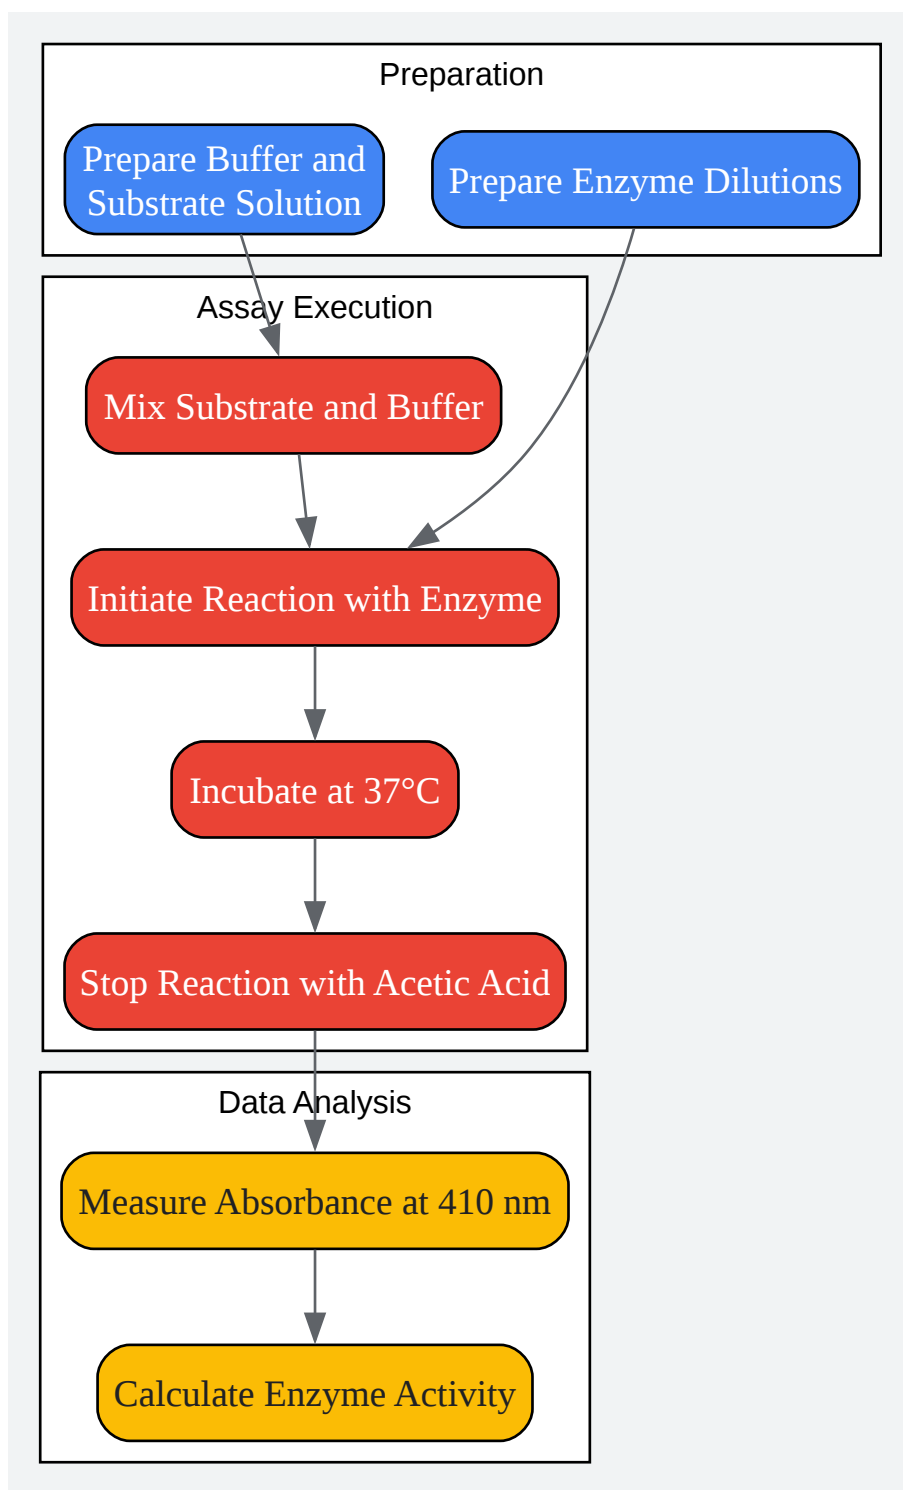 Preparation
Prepare Buffer and
Substrate Solution
Prepare Enzyme Dilutions
Assay Execution
Mix Substrate and Buffer
Initiate Reaction with Enzyme
Incubate at 37°C
Stop Reaction with Acetic Acid
Data Analysis
Measure Absorbance at 410 nm
Calculate Enzyme Activity